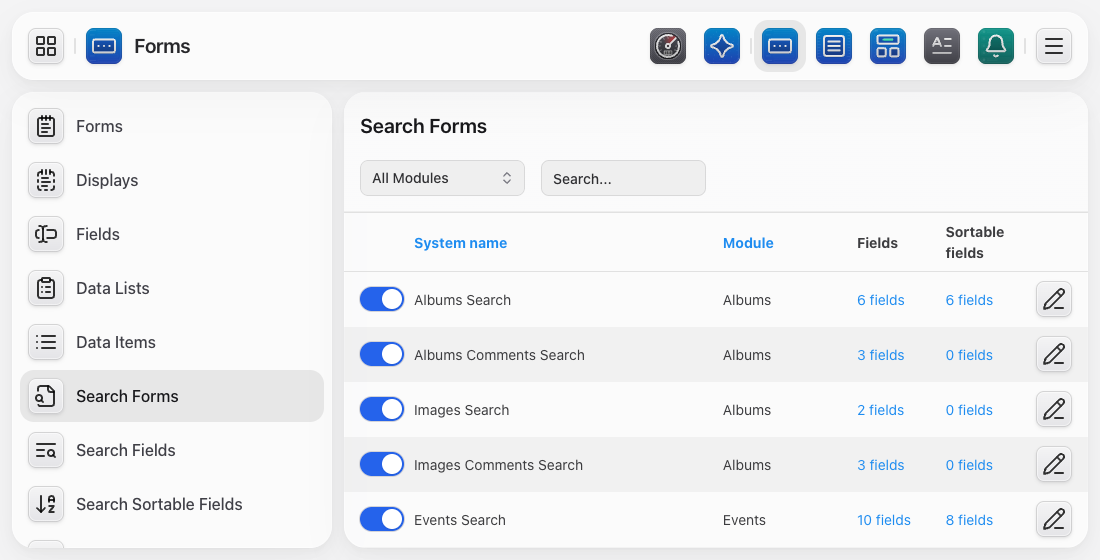 Forms
Forms
Displays
Fields
Data Lists
Data Items
Search Forms
Search Fields
Search Sortable Fields
Search Forms
All Modules
Search...
System name Module Fields Sortable
fields
Albums Search Albums 6 fields 6 fields
Albums Comments Search Albums 3 fields 0 fields
Images Search Albums 2 fields 0 fields
Images Comments Search Albums 3 fields 0 fields
Events Search Events 10 fields 8 fields